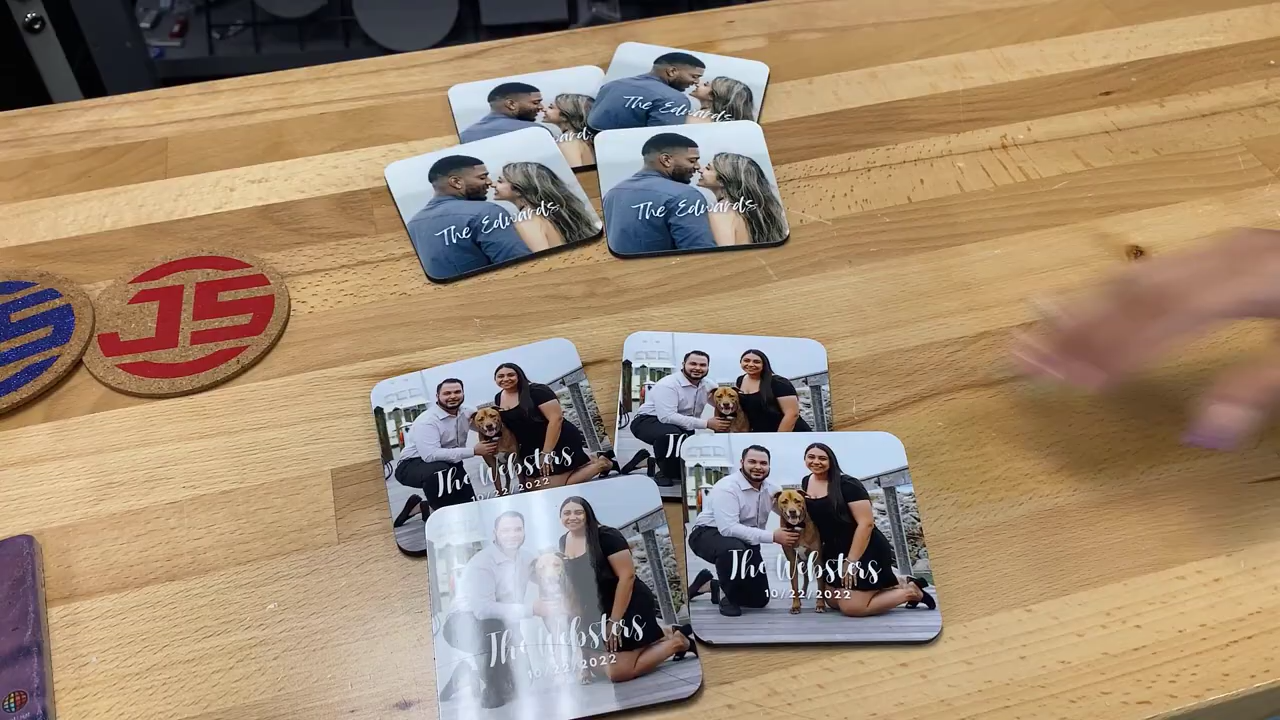 The Edwards
The Edwards
The Edwards
JS
S
The Websters
10/22/2022
The Websters
10/22/2022
The Websters
10/22/2022